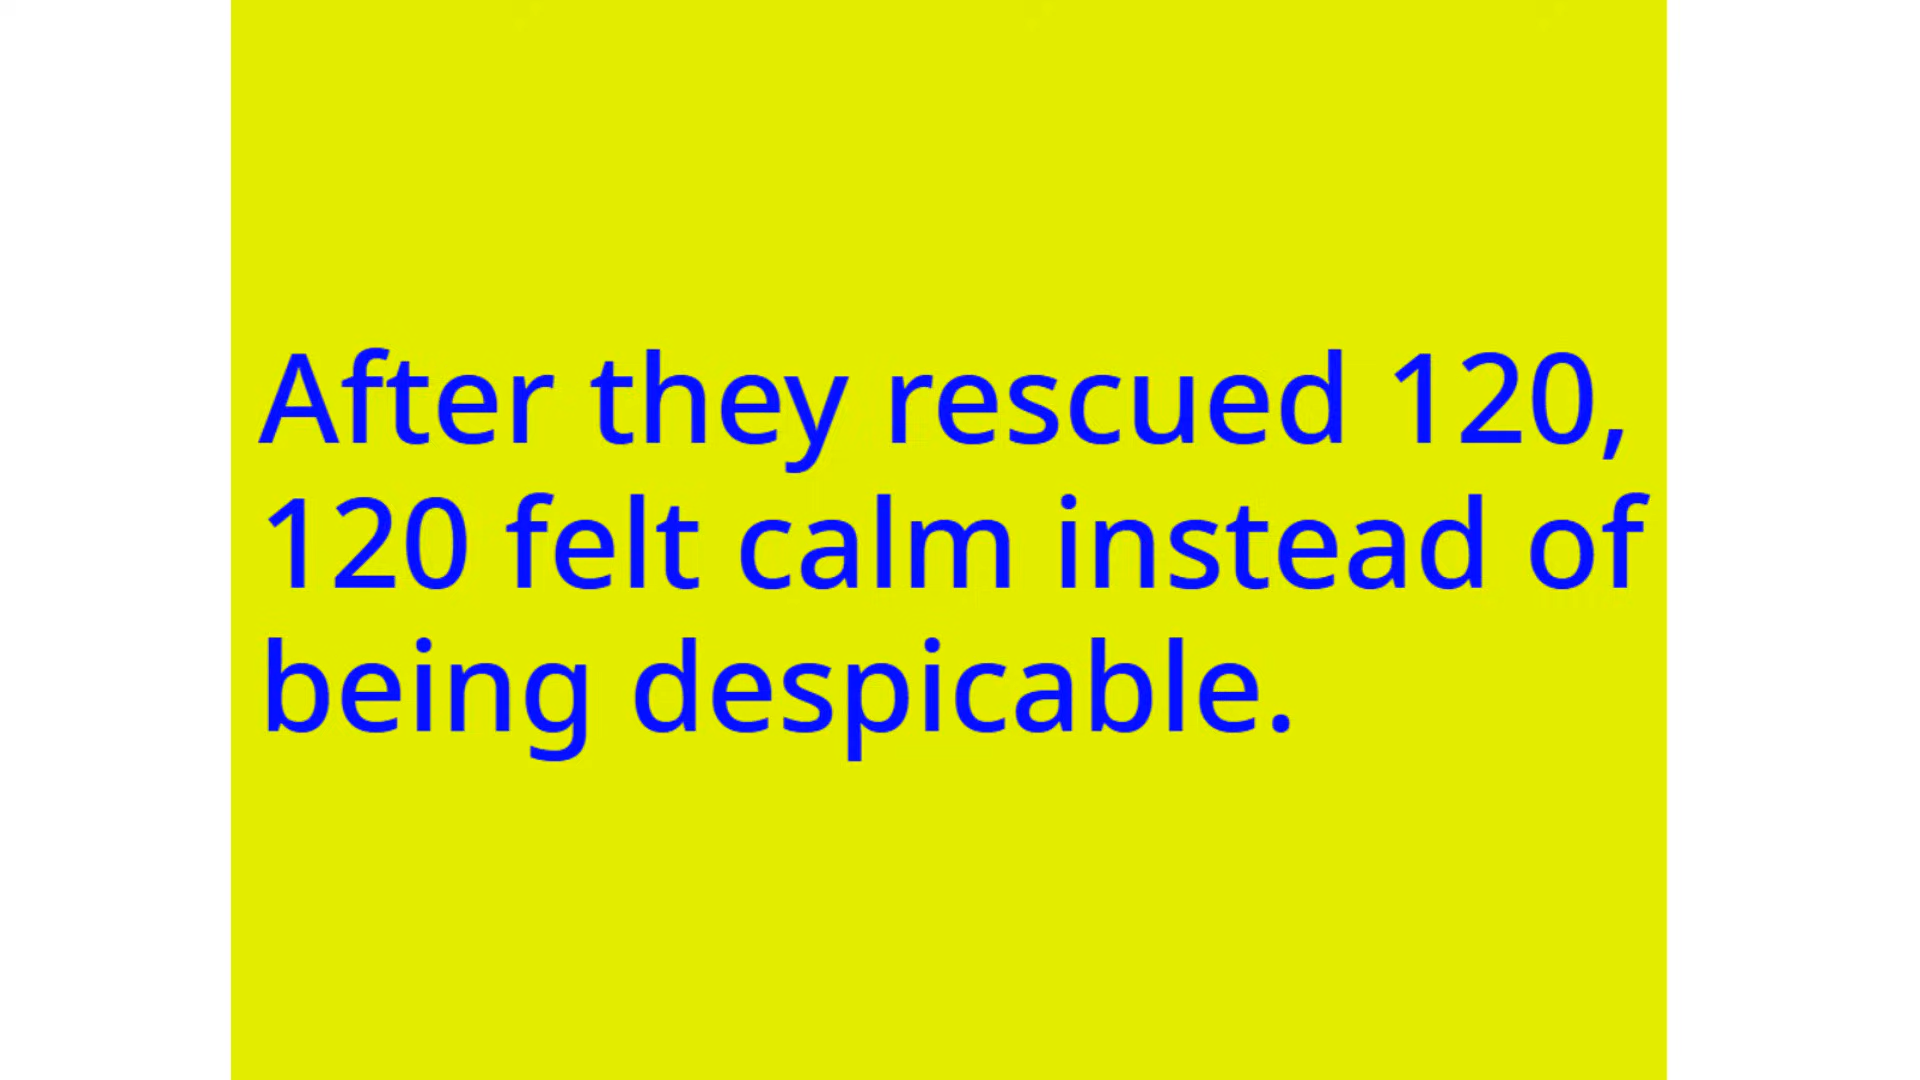 After they rescued 120,
120 felt calm instead of
being despicable.